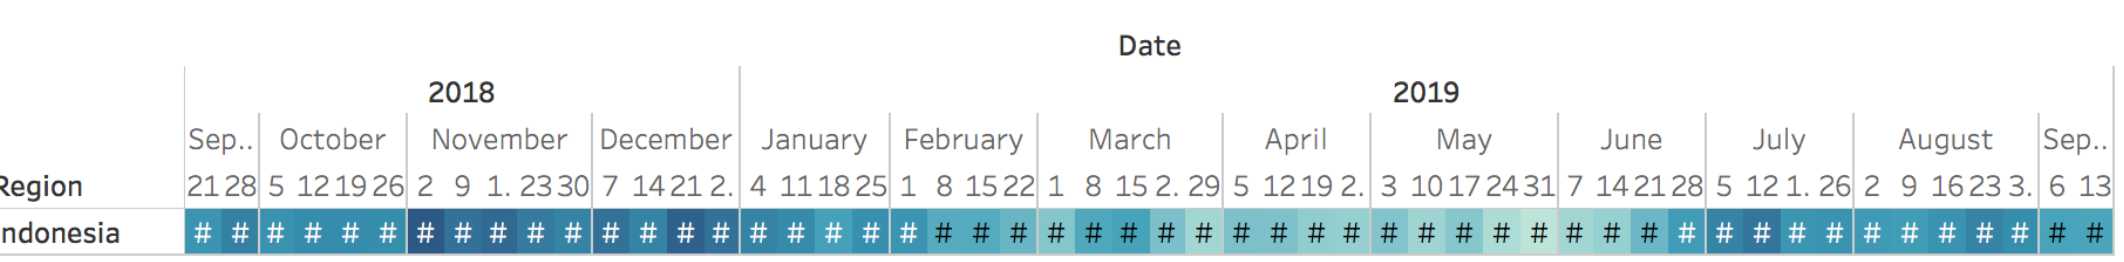 Date
2018 2019
Sep.. October November December January February March April May June July August Sep..
Region 21 28 5 12 19 26 2 9 1. 23 30 7 14 21 2. 4 11 18 25 1 8 15 22 1 8 15 2. 29 5 12 19 2. 3 10 17 24 31 7 14 21 28 5 12 1. 26 2 9 16 23 3. 6 13
ndonesia # # # # # # # # # # # # # # # # # # # # # # # # # # # # # # # # # # # # # # # # # # # # # # # # # # # #